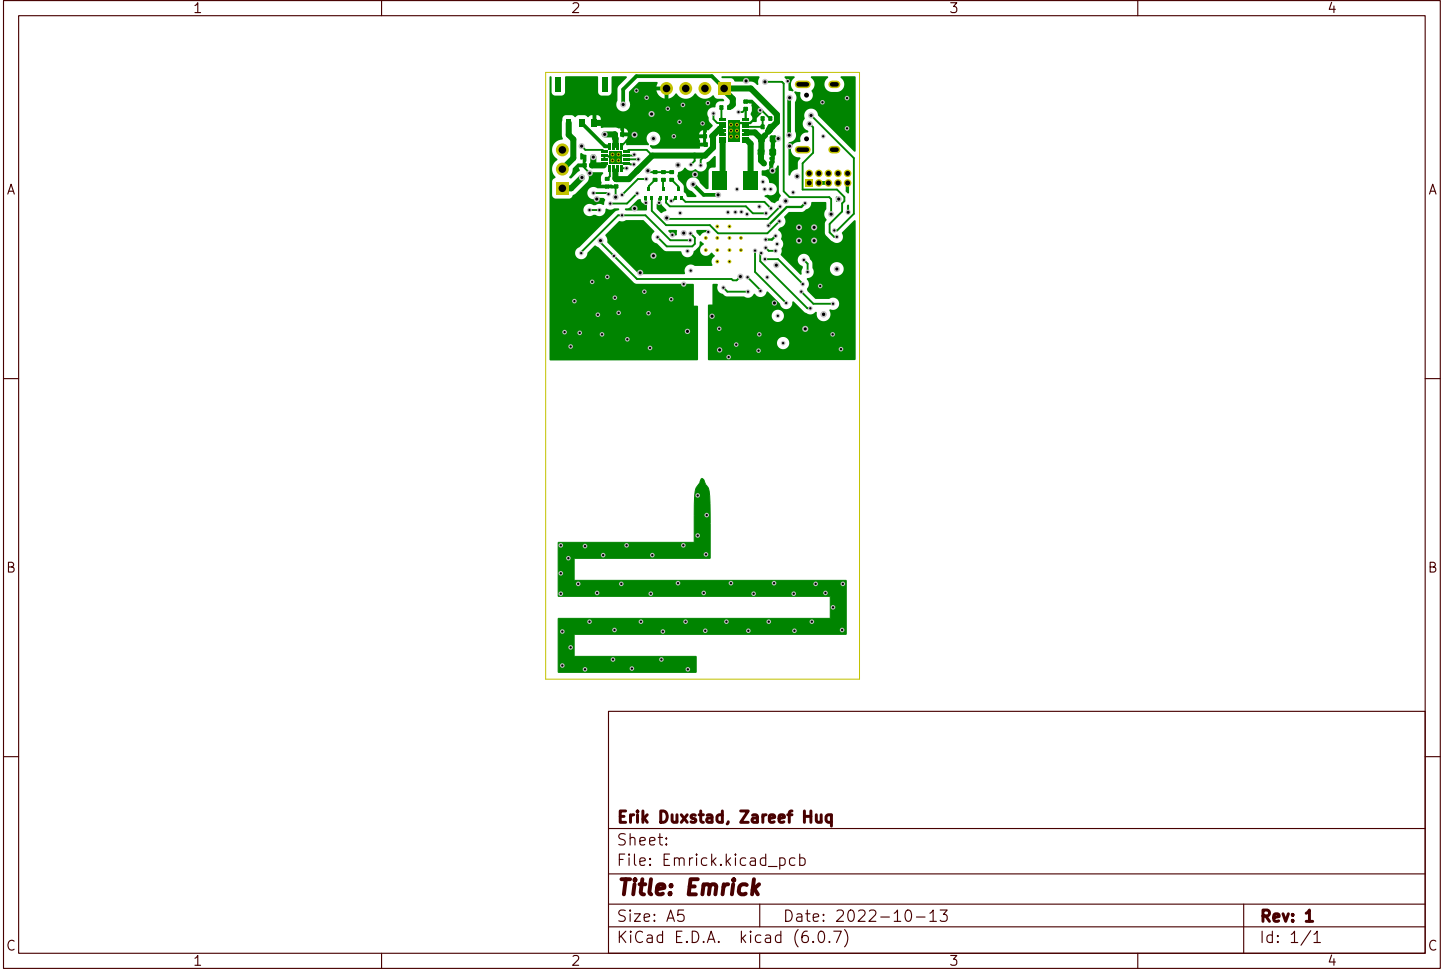 1 2 3 4
A A
B B
Erik Duxstad, Zareef Huq
Sheet:
File: Emrick.kicad_pcb
Title: Emrick
Size: A5 Date: 2022-10-13 Rev: 1
KiCad E.D.A. kicad (6.0.7) Id: 1/1
C C
1 2 3 4